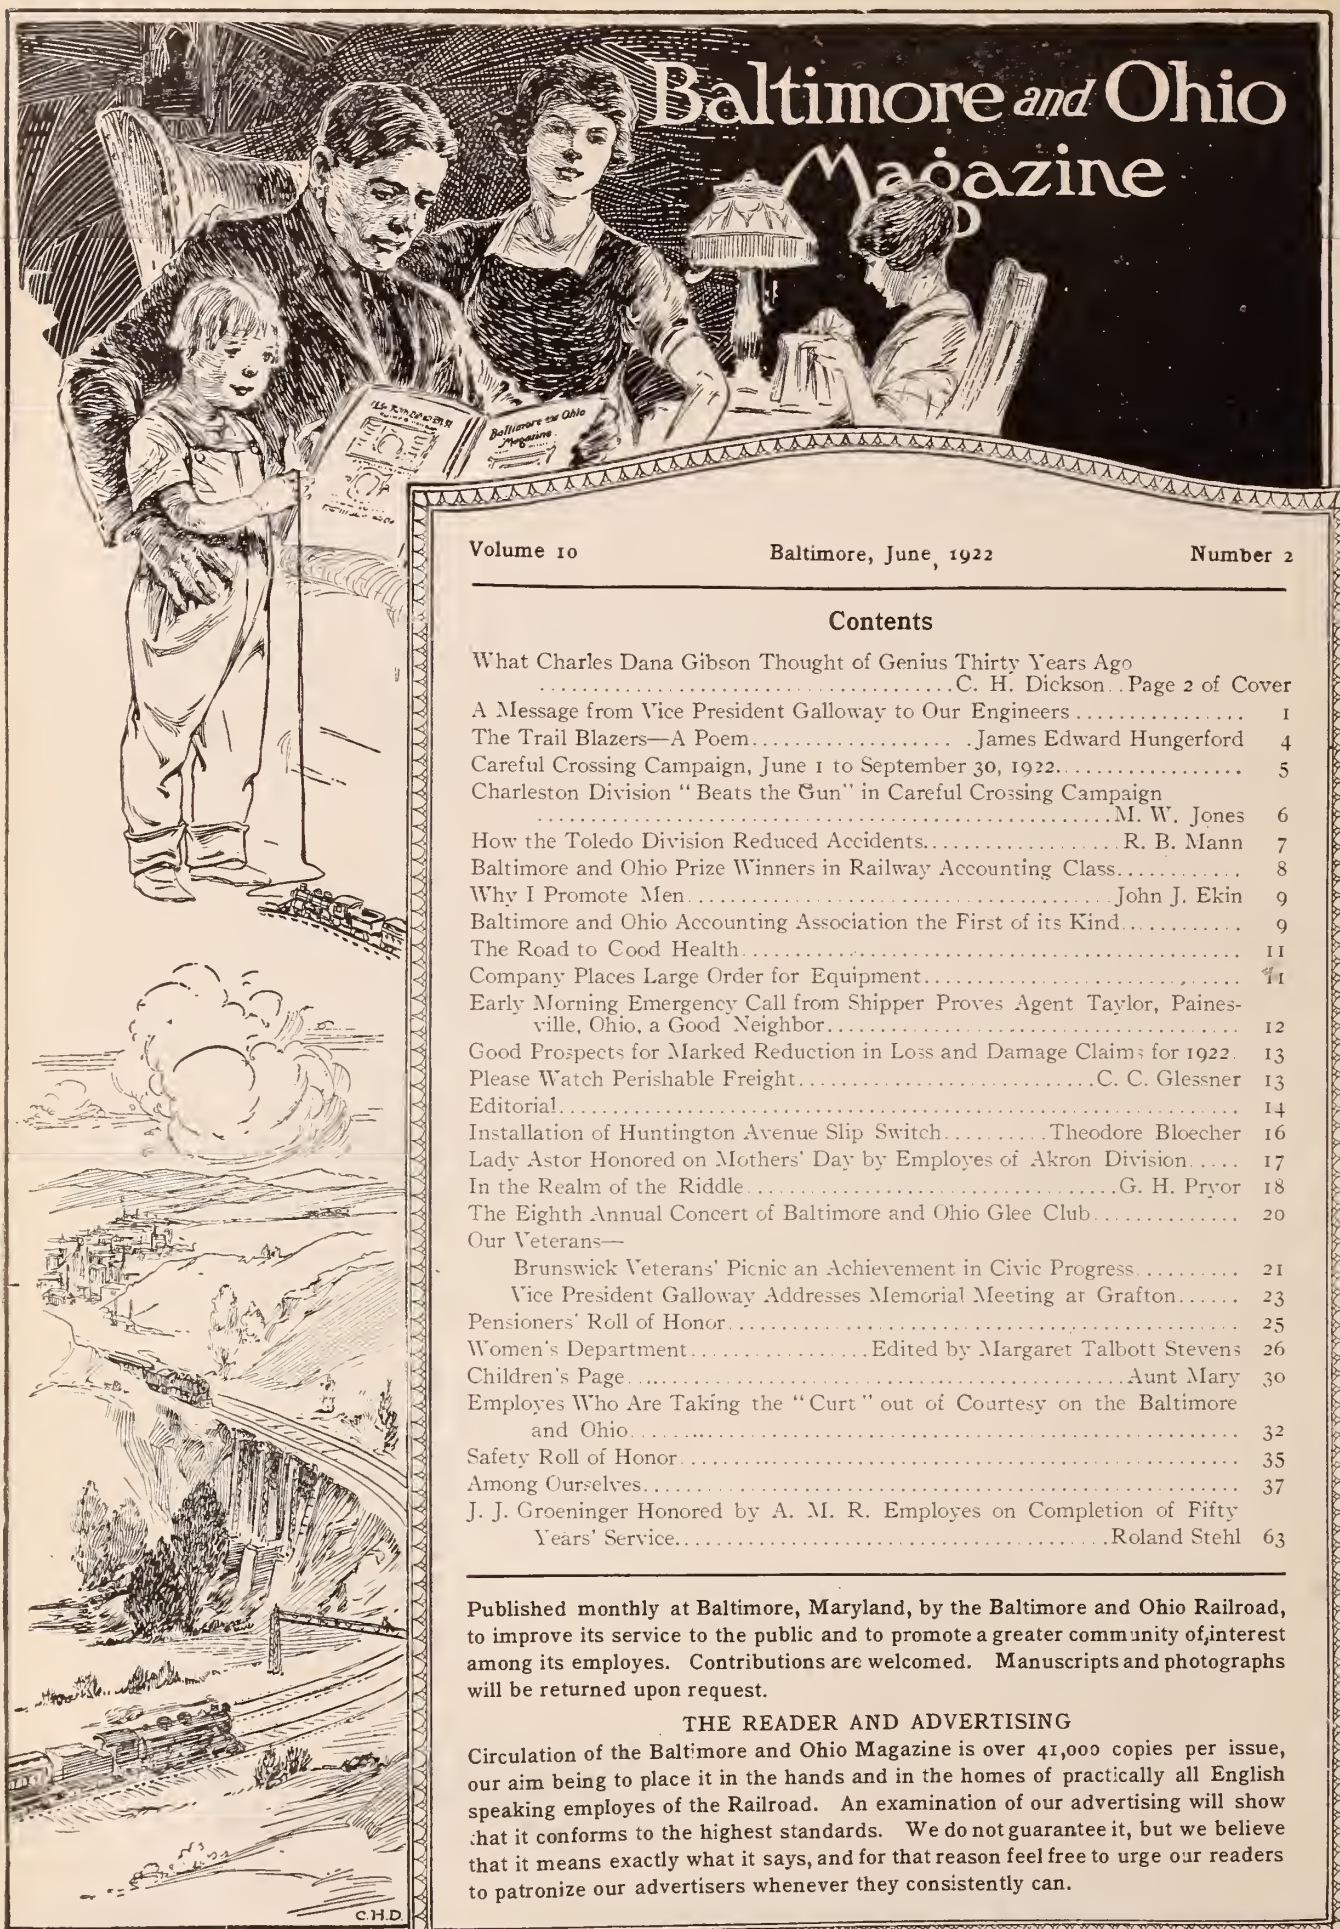 Baltimore and Ohio
Magazine
Baltimore and Ohio
Magazine
Volume 10 Baltimore, June, 1922 Number 2
Contents
What Charles Dana Gibson Thought of Genius Thirty Years Ago
......................................C. H. Dickson..Page 2 of Cover
A Message from Vice President Galloway to Our Engineers ................ 1
The Trail Blazers—A Poem.....................James Edward Hungerford 4
Careful Crossing Campaign, June 1 to September 30, 1922.................. 5
Charleston Division "Beats the Gun" in Careful Crossing Campaign
........................................................M. W. Jones 6
How the Toledo Division Reduced Accidents...................R. B. Mann 7
Baltimore and Ohio Prize Winners in Railway Accounting Class............ 8
Why I Promote Men..........................................John J. Ekin 9
Baltimore and Ohio Accounting Association the First of its Kind............ 9
The Road to Good Health.................................................. 11
Company Places Large Order for Equipment................................ 11
Early Morning Emergency Call from Shipper Proves Agent Taylor, Paines-
ville, Ohio, a Good Neighbor......................................... 12
Good Prospects for Marked Reduction in Loss and Damage Claims for 1922. 13
Please Watch Perishable Freight.............................C. C. Glessner 13
Editorial.................................................................. 14
Installation of Huntington Avenue Slip Switch..........Theodore Bloecher 16
Lady Astor Honored on Mothers' Day by Employes of Akron Division..... 17
In the Realm of the Riddle...................................G. H. Pryor 18
The Eighth Annual Concert of Baltimore and Ohio Glee Club.............. 20
Our Veterans—
Brunswick Veterans' Picnic an Achievement in Civic Progress.......... 21
Vice President Galloway Addresses Memorial Meeting at Grafton...... 23
Pensioners' Roll of Honor.................................................. 25
Women's Department.................Edited by Margaret Talbott Stevens 26
Children's Page................................................Aunt Mary 30
Employes Who Are Taking the "Curt" out of Courtesy on the Baltimore
and Ohio............................................................. 32
Safety Roll of Honor....................................................... 35
Among Ourselves.......................................................... 37
J. J. Groeninger Honored by A. M. R. Employes on Completion of Fifty
Years' Service..........................................Roland Stehl 63
Published monthly at Baltimore, Maryland, by the Baltimore and Ohio Railroad,
to improve its service to the public and to promote a greater community of interest
among its employes. Contributions are welcomed. Manuscripts and photographs
will be returned upon request.
THE READER AND ADVERTISING
Circulation of the Baltimore and Ohio Magazine is over 41,000 copies per issue,
our aim being to place it in the hands and in the homes of practically all English
speaking employes of the Railroad. An examination of our advertising will show
that it conforms to the highest standards. We do not guarantee it, but we believe
that it means exactly what it says, and for that reason feel free to urge our readers
to patronize our advertisers whenever they consistently can.
C.H.D.